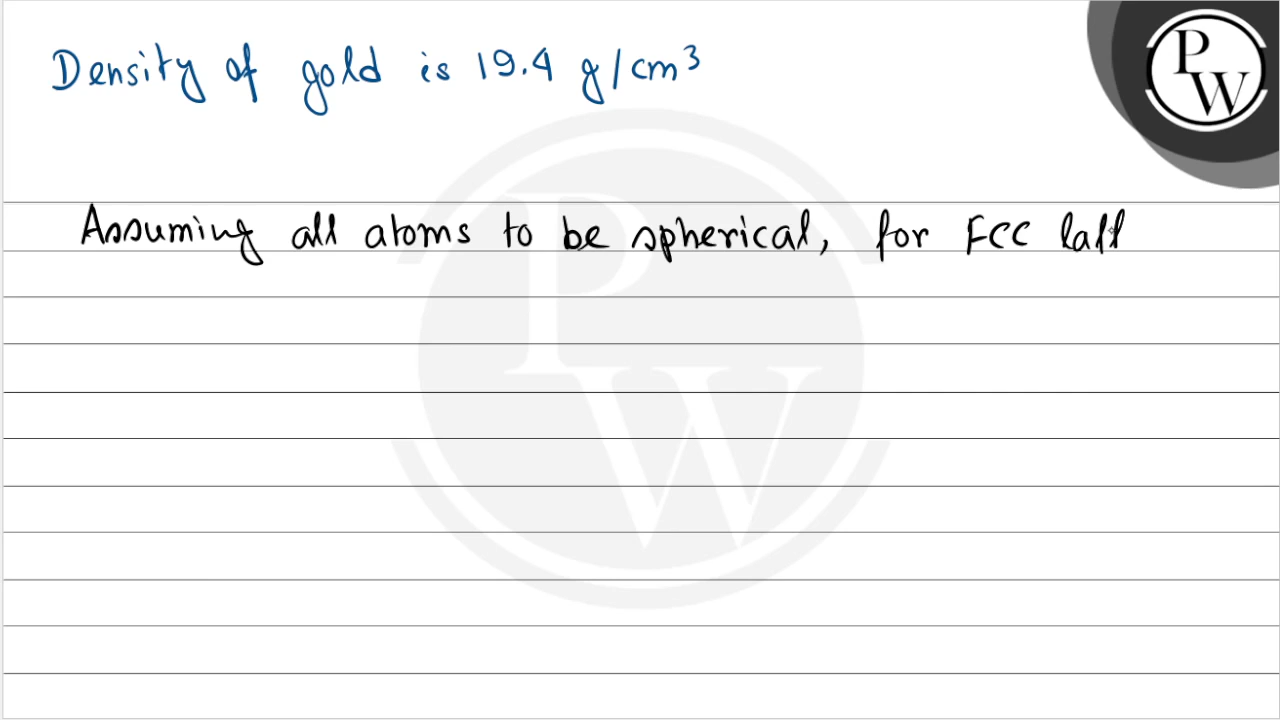 Density of gold is 19.4 g/cm³
P
W
Assuming all atoms to be spherical, for FCC latt
P
W